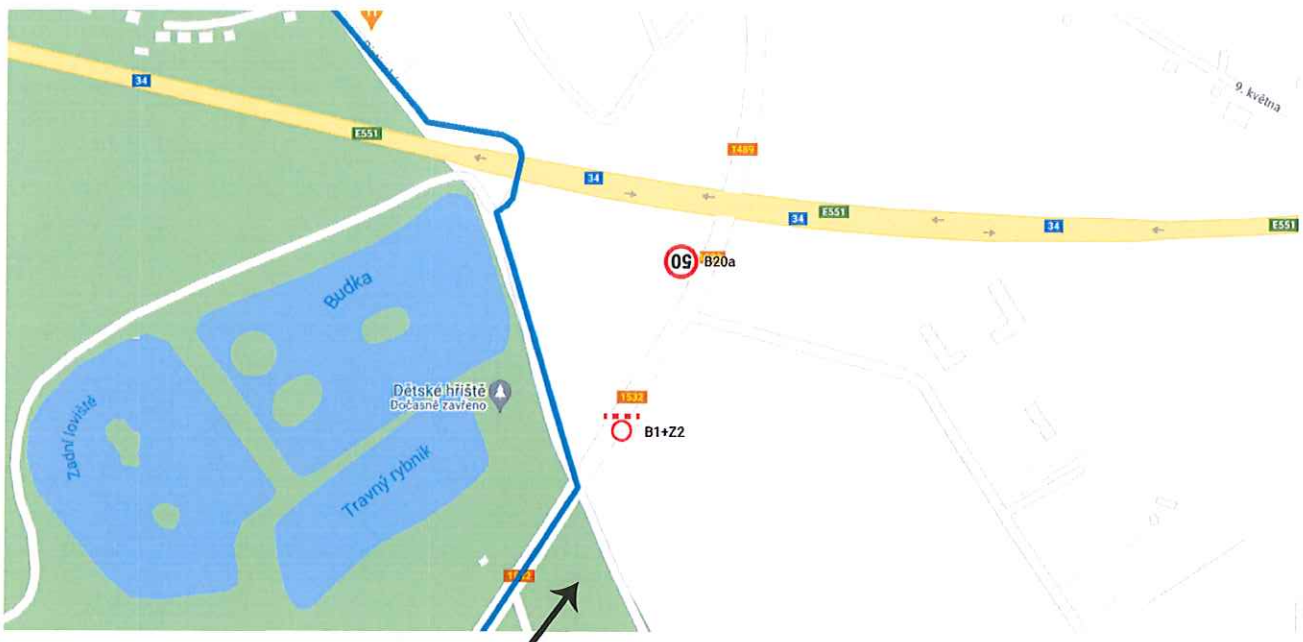 34
E551
9. května
1489
34
E551
34
34
E551
50
B20a
Budka
Dětské hřiště
Dočasně zavřeno
1532
B1+Z2
Zadní loviště
Travný rybník